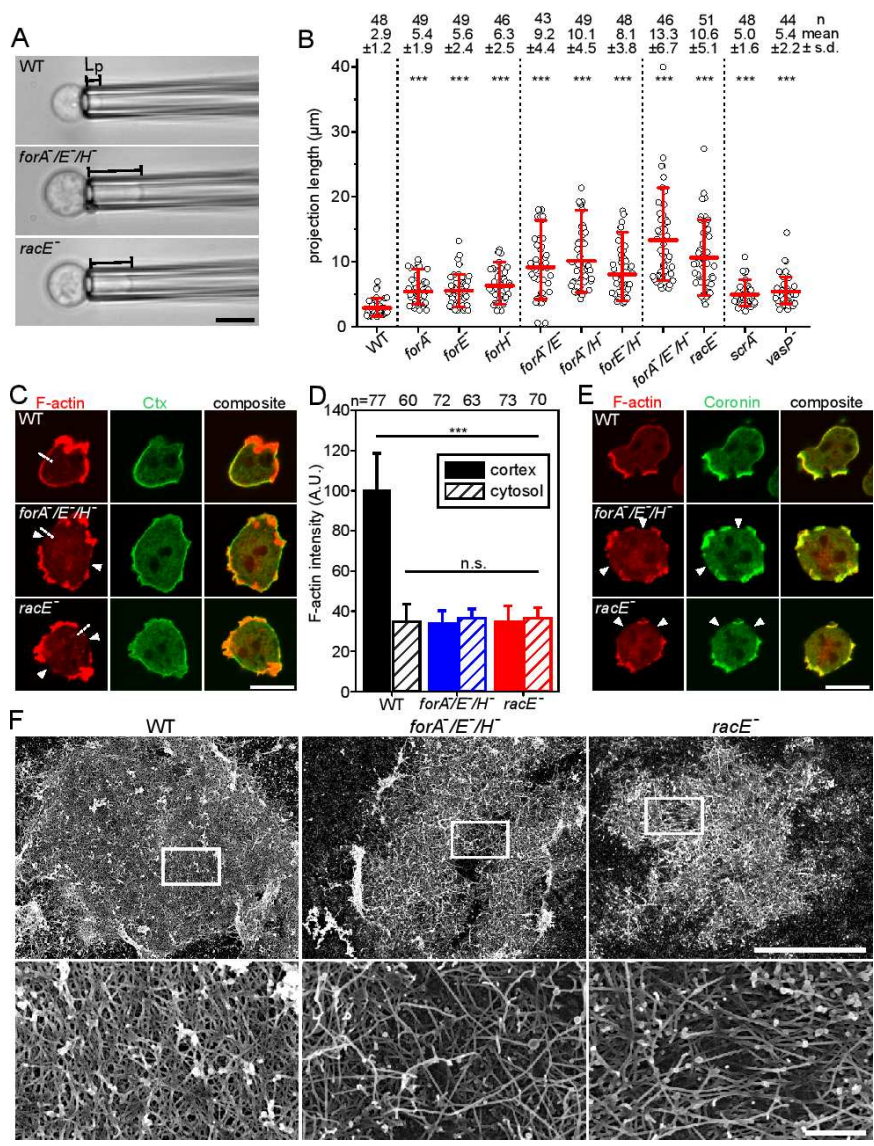 A
WT
Lp
forA⁻/E⁻/H⁻
racE⁻
B
48 49 49 46 43 49 48 46 51 48 44 n
2.9 5.4 5.6 6.3 9.2 10.1 8.1 13.3 10.6 5.0 5.4 mean
±1.2 ±1.9 ±2.4 ±2.5 ±4.4 ±4.5 ±3.8 ±6.7 ±5.1 ±1.6 ±2.2 ± s.d.
*** *** *** *** *** *** *** *** *** ***
projection length (µm)
40
30
20
10
0
WT forA⁻ forE⁻ forH⁻ forA⁻/E⁻ forA⁻/H⁻ forE⁻/H⁻ forA⁻/E⁻/H⁻ racE⁻ scrA⁻ vasP⁻
C
F-actin Ctx composite
WT
forA⁻/E⁻/H⁻
racE⁻
D
n=77 60 72 63 73 70
F-actin intensity (A.U.)
140
120
100
80
60
40
20
0
***
cortex
cytosol
n.s.
WT forA⁻/E⁻/H⁻ racE⁻
E
F-actin Coronin composite
WT
forA⁻/E⁻/H⁻
racE⁻
F
WT forA⁻/E⁻/H⁻ racE⁻